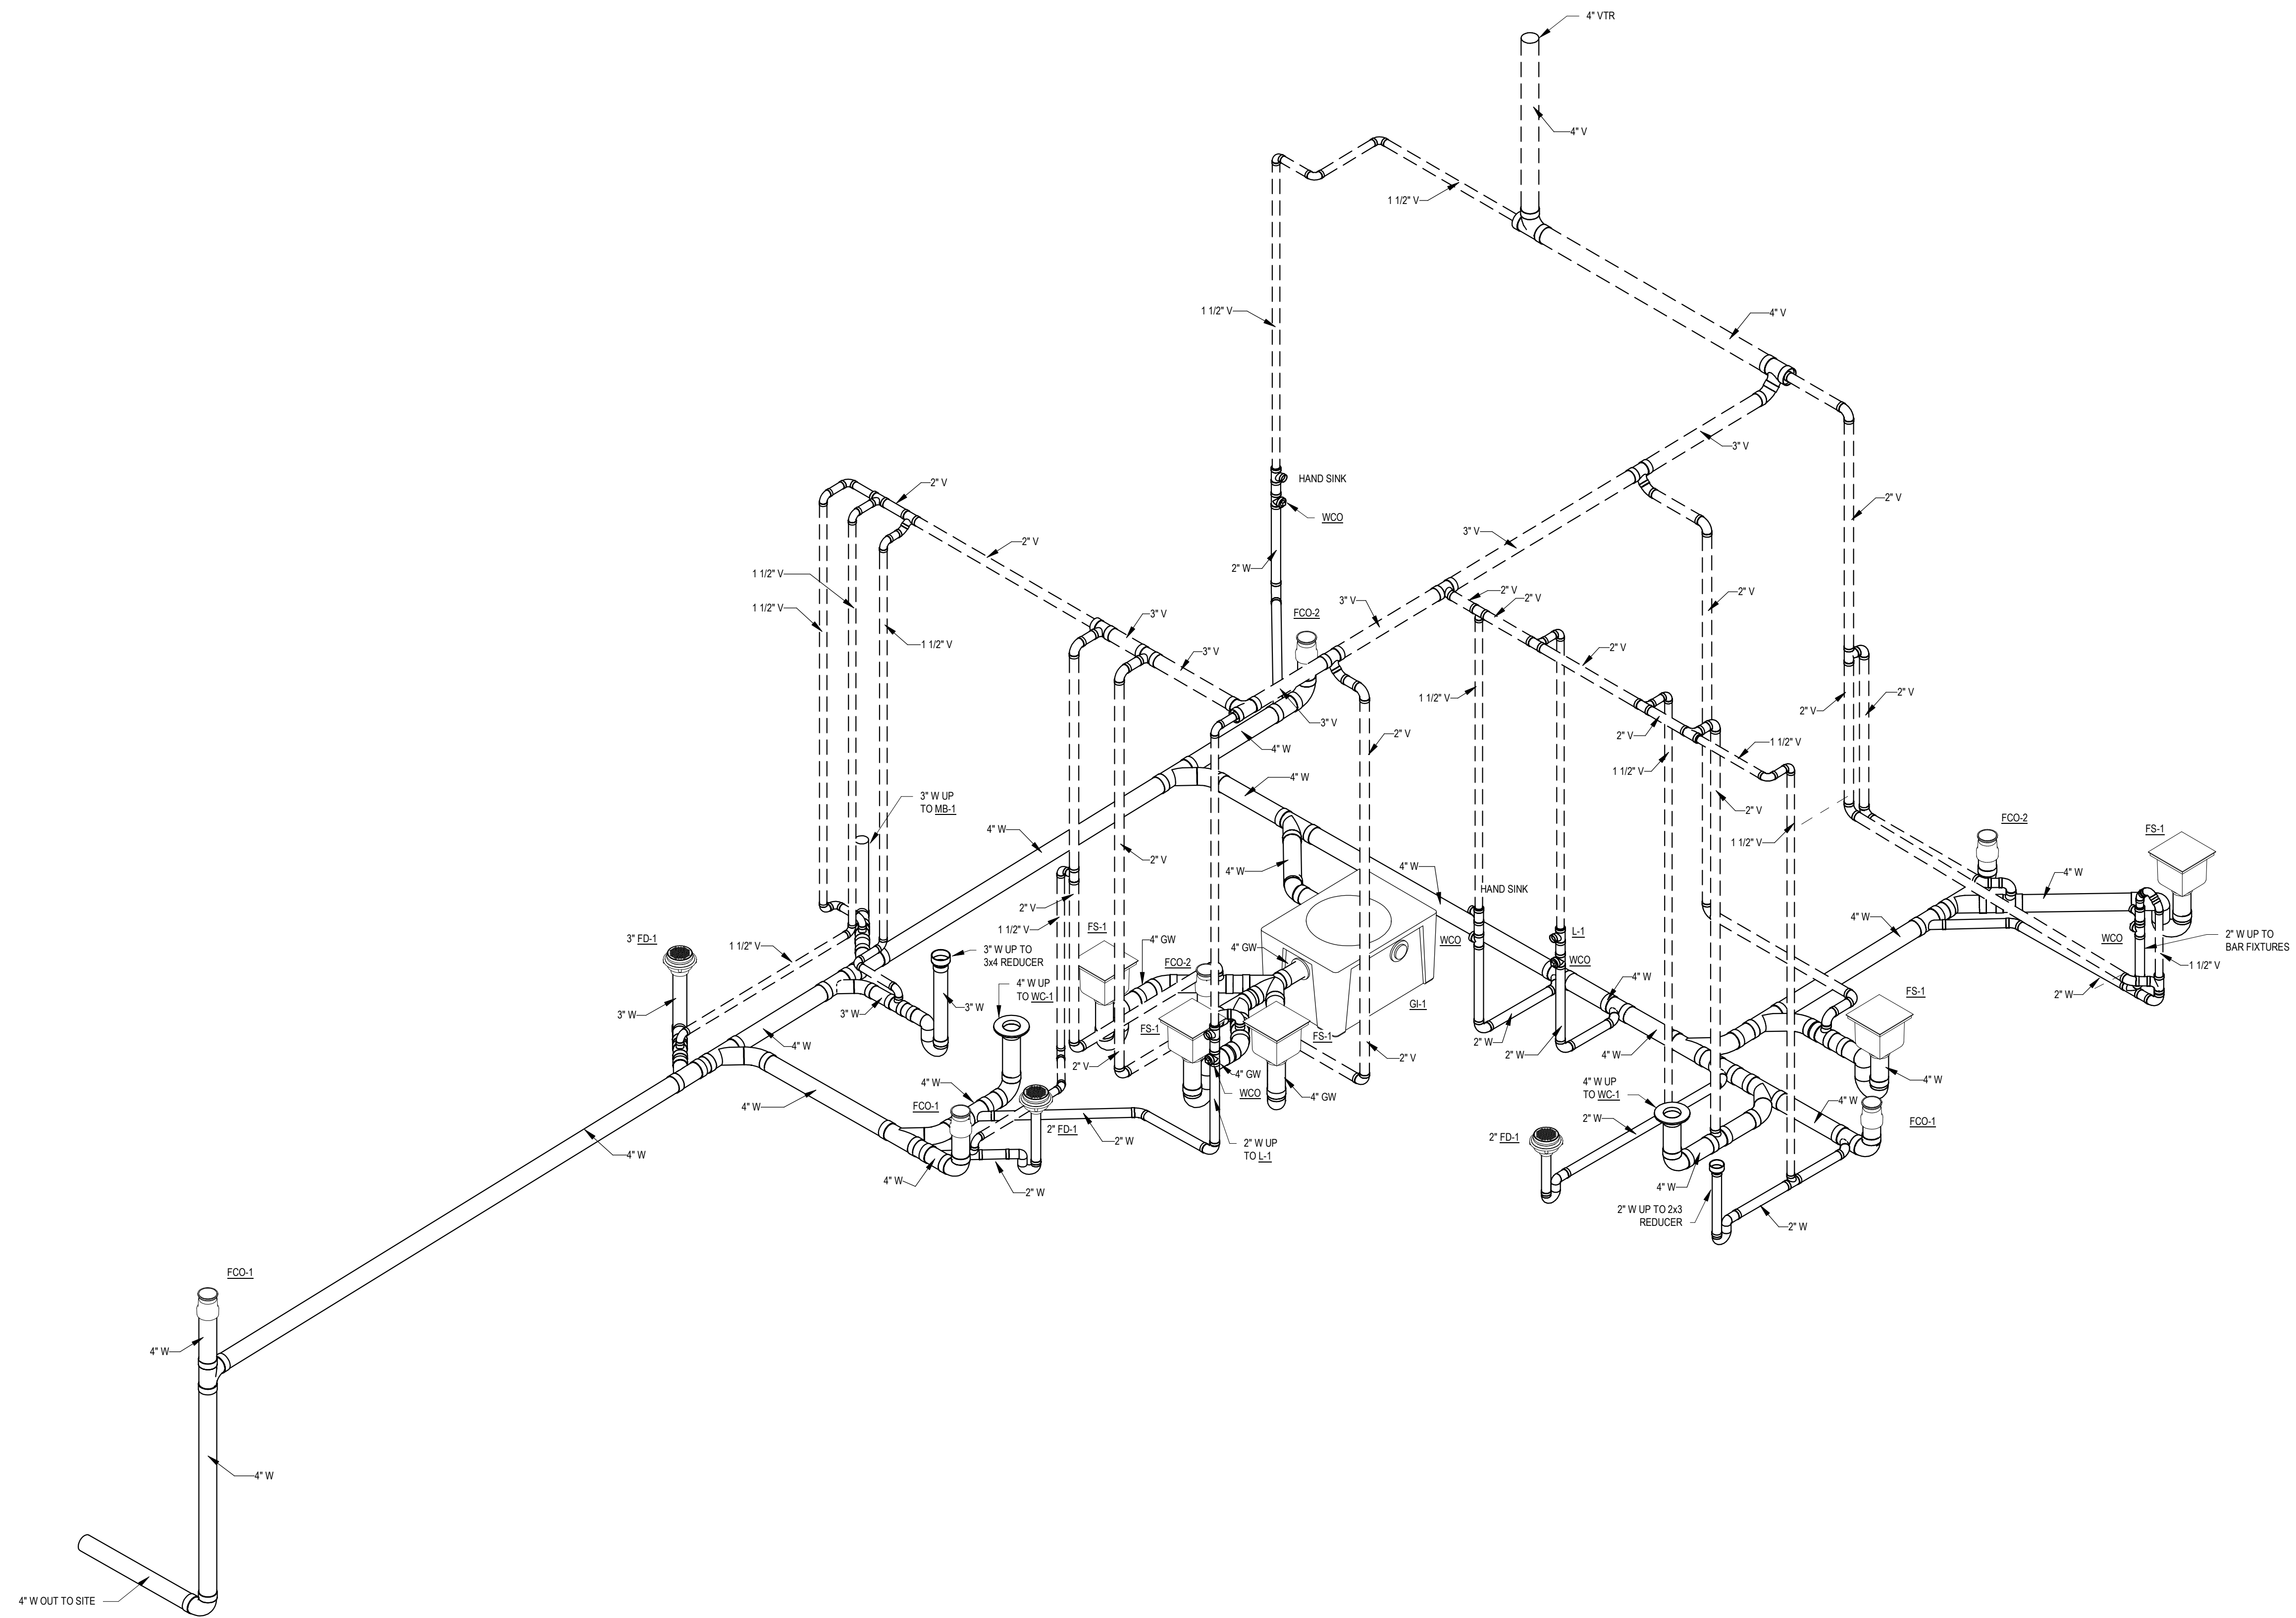 4" VTR
4" V
1 1/2" V
1 1/2" V
4" V
3" V
HAND SINK
2" V
WCO
2" V
2" V
3" V
2" W
1 1/2" V
2" V
2" V
1 1/2" V
3" V
FCO-2
2" V
3" V
1 1/2" V
2" V
3" V
1 1/2" V
2" V
2" V
3" V
2" V
2" V
4" W
1 1/2" V
1 1/2" V
4" W
3" W UP
TO MB-1
2" V
FCO-2
4" W
FS-1
1 1/2" V
2" V
4" W
4" W
4" W
HAND SINK
2" V
4" W
1 1/2" V
FS-1
L-1
2" W UP TO
BAR FIXTURES
3" FD-1
1 1/2" V
4" GW
4" GW
WCO
WCO
3" W UP TO
3x4 REDUCER
FCO-2
WCO
1 1/2" V
4" W
4" W UP
TO WC-1
2" W
FS-1
3" W
3" W
3" W
GI-1
FS-1
FS-1
4" W
2" W
2" W
4" W
2" V
2" V
4" GW
4" W
4" W
4" W UP
TO WC-1
WCO
4" GW
4" W
FCO-1
4" W
FCO-1
2" W
2" FD-1
2" W
2" FD-1
4" W
2" W UP
TO L-1
4" W
2" W
4" W
2" W UP TO 2x3
REDUCER
2" W
FCO-1
4" W
4" W
4" W OUT TO SITE